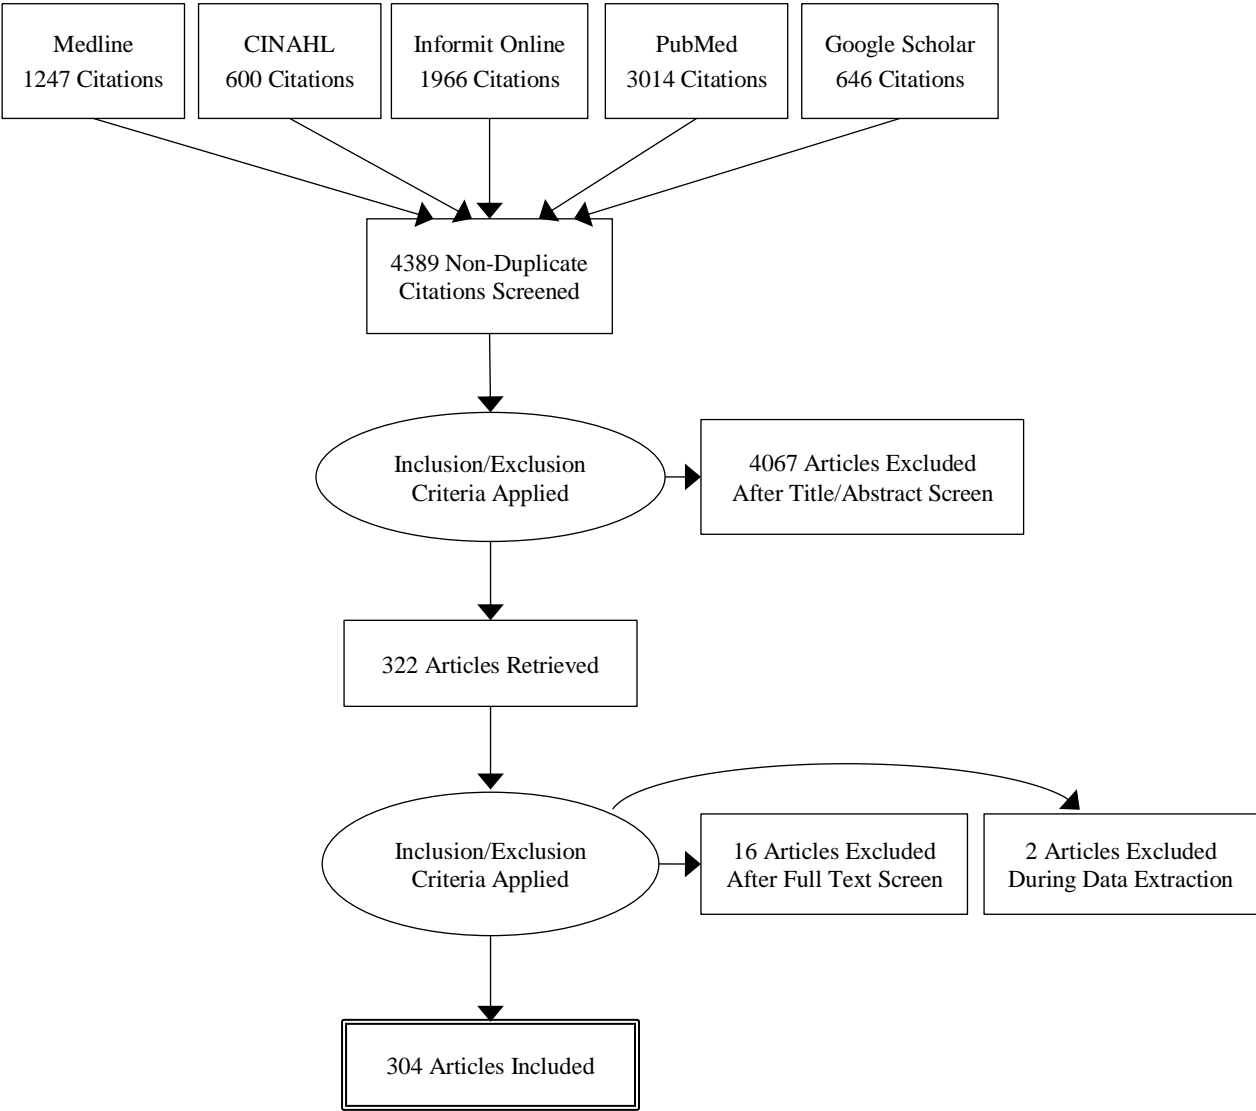 Medline
1247 Citations
CINAHL
600 Citations
Informit Online
1966 Citations
PubMed
3014 Citations
Google Scholar
646 Citations
4389 Non-Duplicate
Citations Screened
Inclusion/Exclusion
Criteria Applied
4067 Articles Excluded
After Title/Abstract Screen
322 Articles Retrieved
Inclusion/Exclusion
Criteria Applied
16 Articles Excluded
After Full Text Screen
2 Articles Excluded
During Data Extraction
304 Articles Included